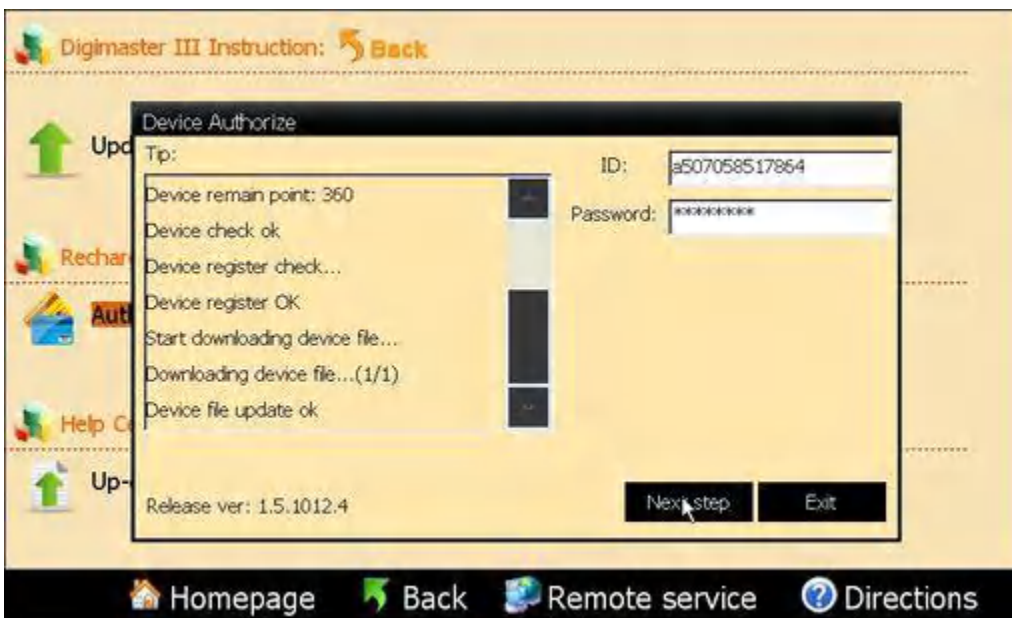 Digimaster III Instruction: Back
Device Authorize
Upd
Tip:
ID: a507058517864
Device remain point: 360
Password: *********
Device check ok
Rechar
Device register check...
Aut
Device register OK
Start downloading device file...
Downloading device file...(1/1)
Help C
Device file update ok
Up-
Release ver: 1.5.1012.4
Next step Exit
Homepage Back Remote service Directions